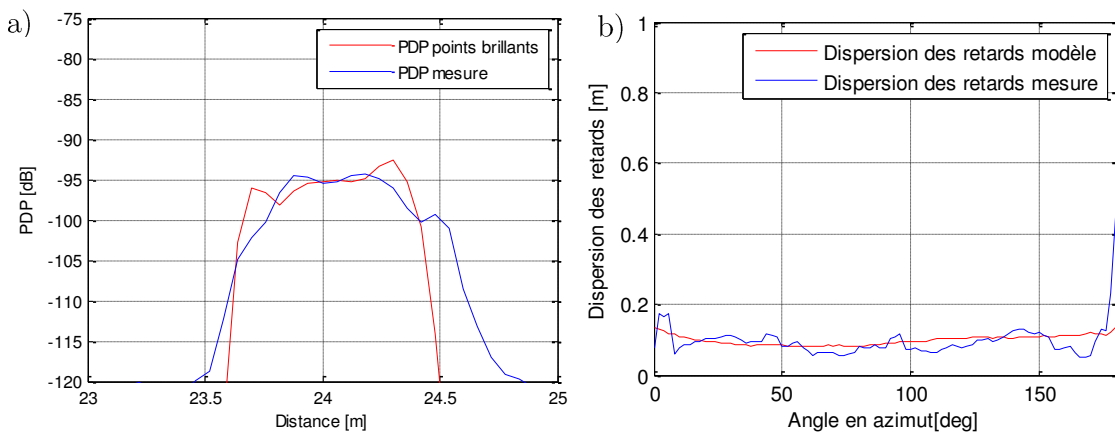 a)
PDP points brillants
PDP mesure
-75
-80
-85
-90
-95
-100
-105
-110
-115
-120
PDP [dB]
23
23.5
24
24.5
25
Distance [m]
b)
Dispersion des retards modèle
Dispersion des retards mesure
1
0.8
0.6
0.4
0.2
0
Dispersion des retards [m]
0
50
100
150
Angle en azimut[deg]